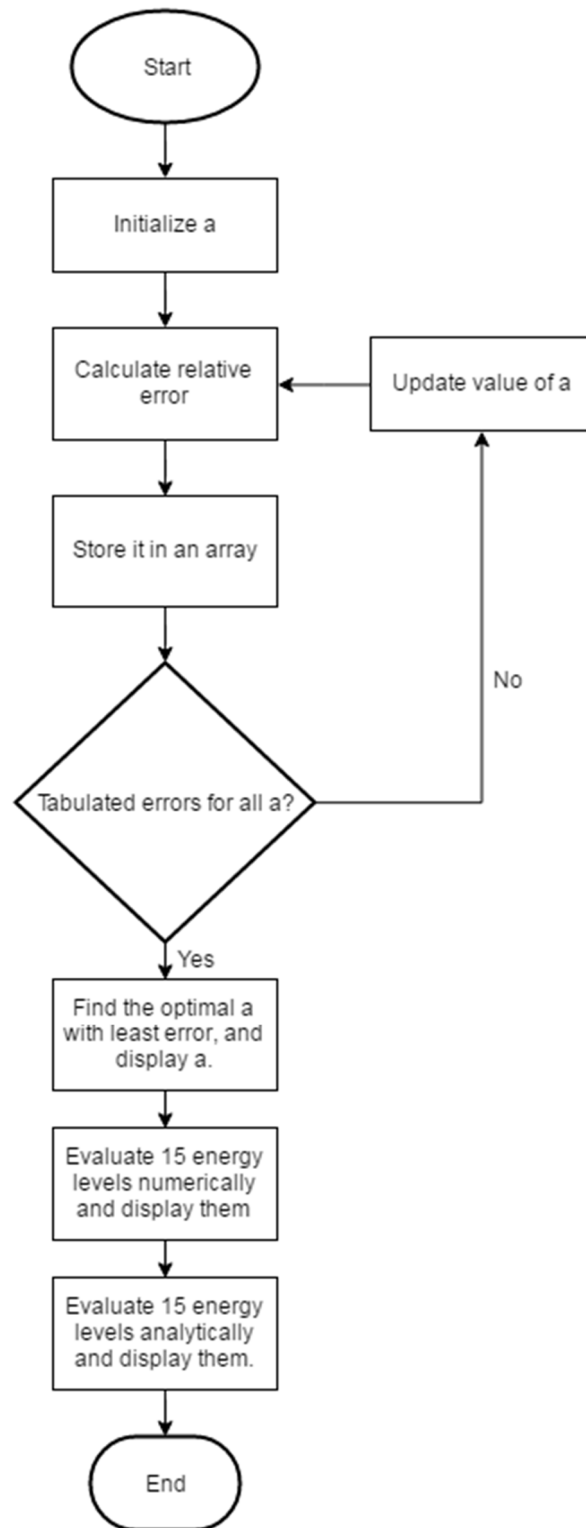 Start
Initialize a
Calculate relative
error
Update value of a
Store it in an array
No
Tabulated errors for all a?
Yes
Find the optimal a
with least error, and
display a.
Evaluate 15 energy
levels numerically
and display them
Evaluate 15 energy
levels analytically
and display them.
End